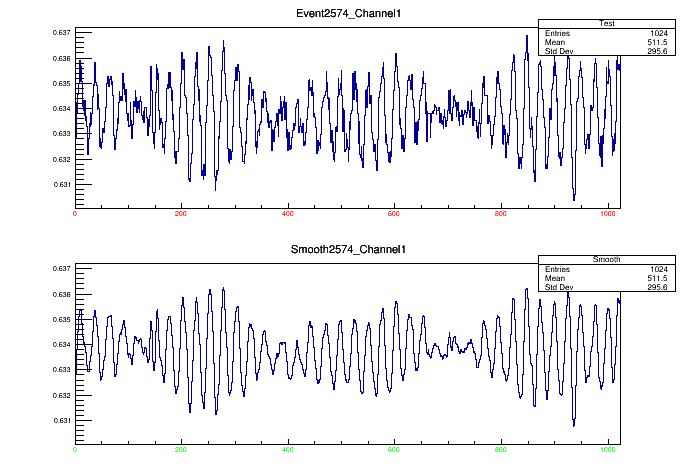 Event2574_Channel1
Test
Entries 1024
Mean 511.5
Std Dev 295.6
0.637
0.636
0.635
0.634
0.633
0.632
0.631
0 200 400 600 800 1000
Smooth2574_Channel1
Smooth
Entries 1024
Mean 511.5
Std Dev 295.6
0.637
0.636
0.635
0.634
0.633
0.632
0.631
0 200 400 600 800 1000